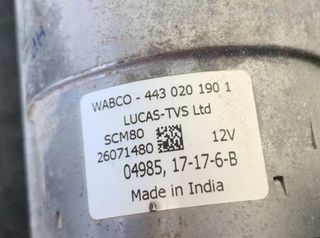 WABCO - 443 020 190 1
LUCAS-TVS Ltd
SCM80 12V
26071480
04985, 17-17-6-B
Made in India